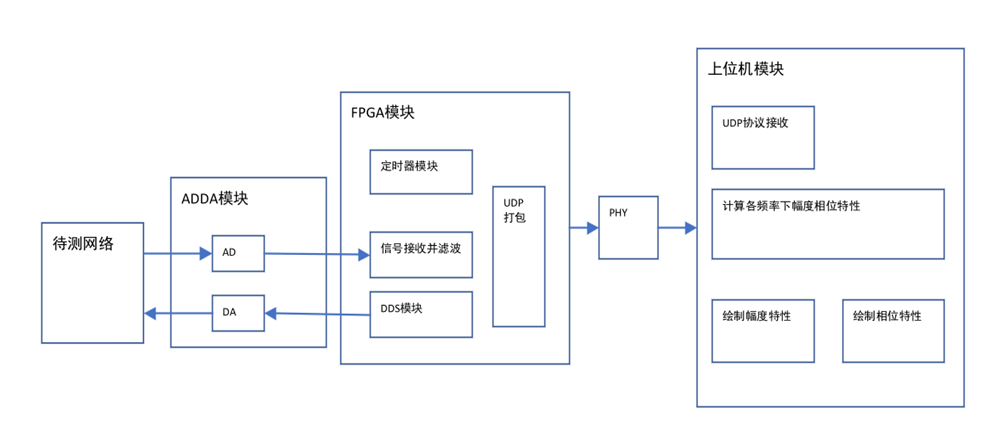 待测网络
ADDA模块
AD
DA
FPGA模块
定时器模块
信号接收并滤波
DDS模块
UDP
打包
PHY
上位机模块
UDP协议接收
计算各频率下幅度相位特性
绘制幅度特性
绘制相位特性